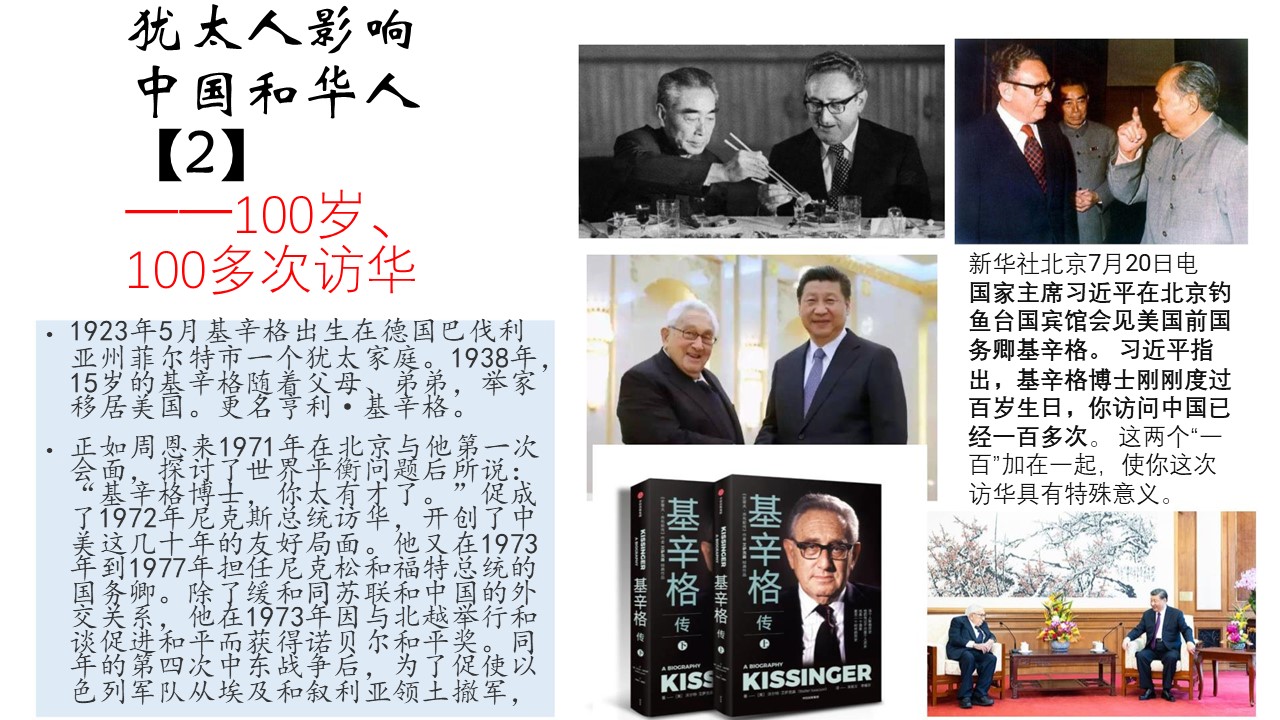 犹太人影响
中国和华人
【2】
——100岁、
100多次访华
• 1923年5月基辛格出生在德国巴伐利
亚州菲尔特市一个犹太家庭。1938年，
15岁的基辛格随着父母、弟弟，举家
移居美国。更名亨利·基辛格。
• 正如周恩来1971年在北京与他第一次
会面，探讨了世界平衡问题后所说：
“基辛格博士，你太有才了。”促成
了1972年尼克斯总统访华，开创了中
美这几十年的友好局面。他又在1973
年到1977年担任尼克松和福特总统的
国务卿。除了缓和同苏联和中国的外
交关系，他在1973年因与北越举行和
谈促进和平而获得诺贝尔和平奖。同
年的第四次中东战争后，为了促使以
色列军队从埃及和叙利亚领土撤军，
新华社北京7月20日电
国家主席习近平在北京钓
鱼台国宾馆会见美国前国
务卿基辛格。 习近平指
出，基辛格博士刚刚度过
百岁生日，你访问中国已
经一百多次。 这两个“一
百”加在一起，使你这次
访华具有特殊意义。
KISSINGER
A BIOGRAPHY
基辛格
传
下
基辛格
传
下
A BIOGRAPHY
KISS
KISSINGER
A BIOGRAPHY
基辛格
传
上
基辛格
传
上
A BIOGRAPHY
KISSINGER